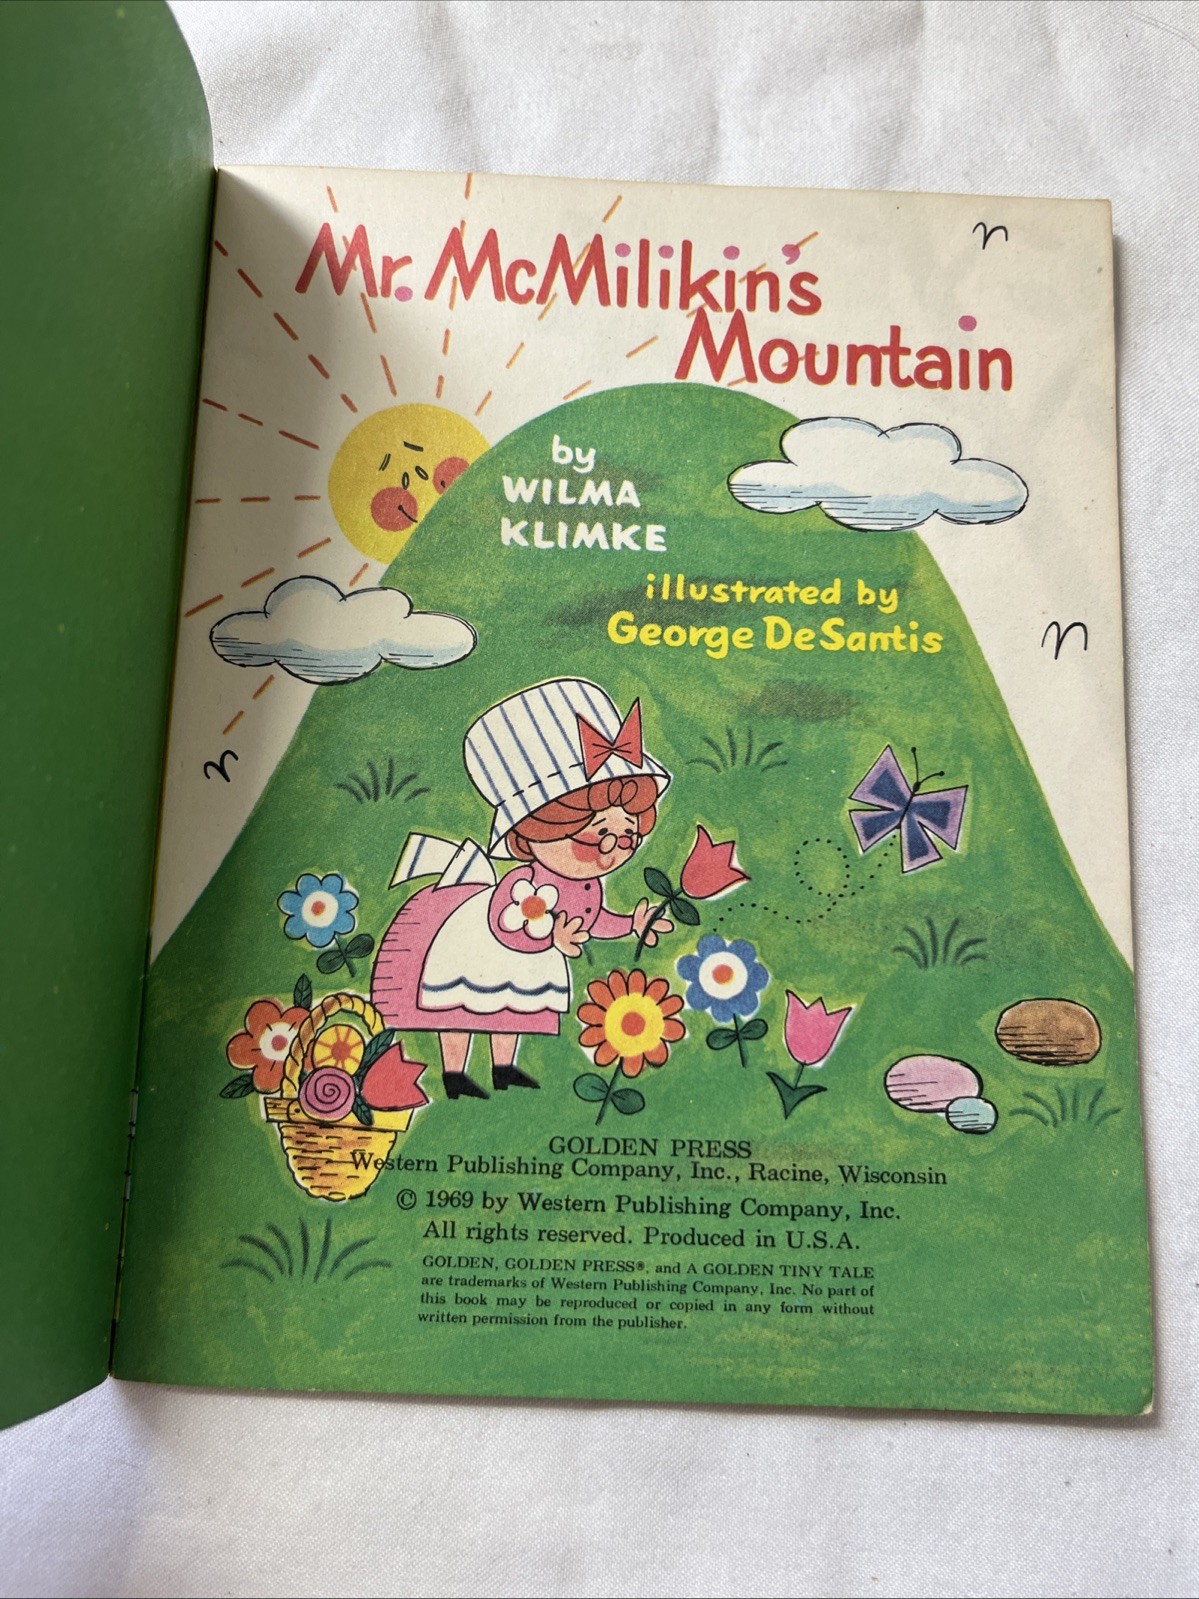 Mr. McMilikin's
Mountain
by
WILMA
KLIMKE
illustrated by
George DeSantis
GOLDEN PRESS
Western Publishing Company, Inc., Racine, Wisconsin
© 1969 by Western Publishing Company, Inc.
All rights reserved. Produced in U.S.A.
GOLDEN, GOLDEN PRESS®, and A GOLDEN TINY TALE
are trademarks of Western Publishing Company, Inc. No part of
this book may be reproduced or copied in any form without
written permission from the publisher.